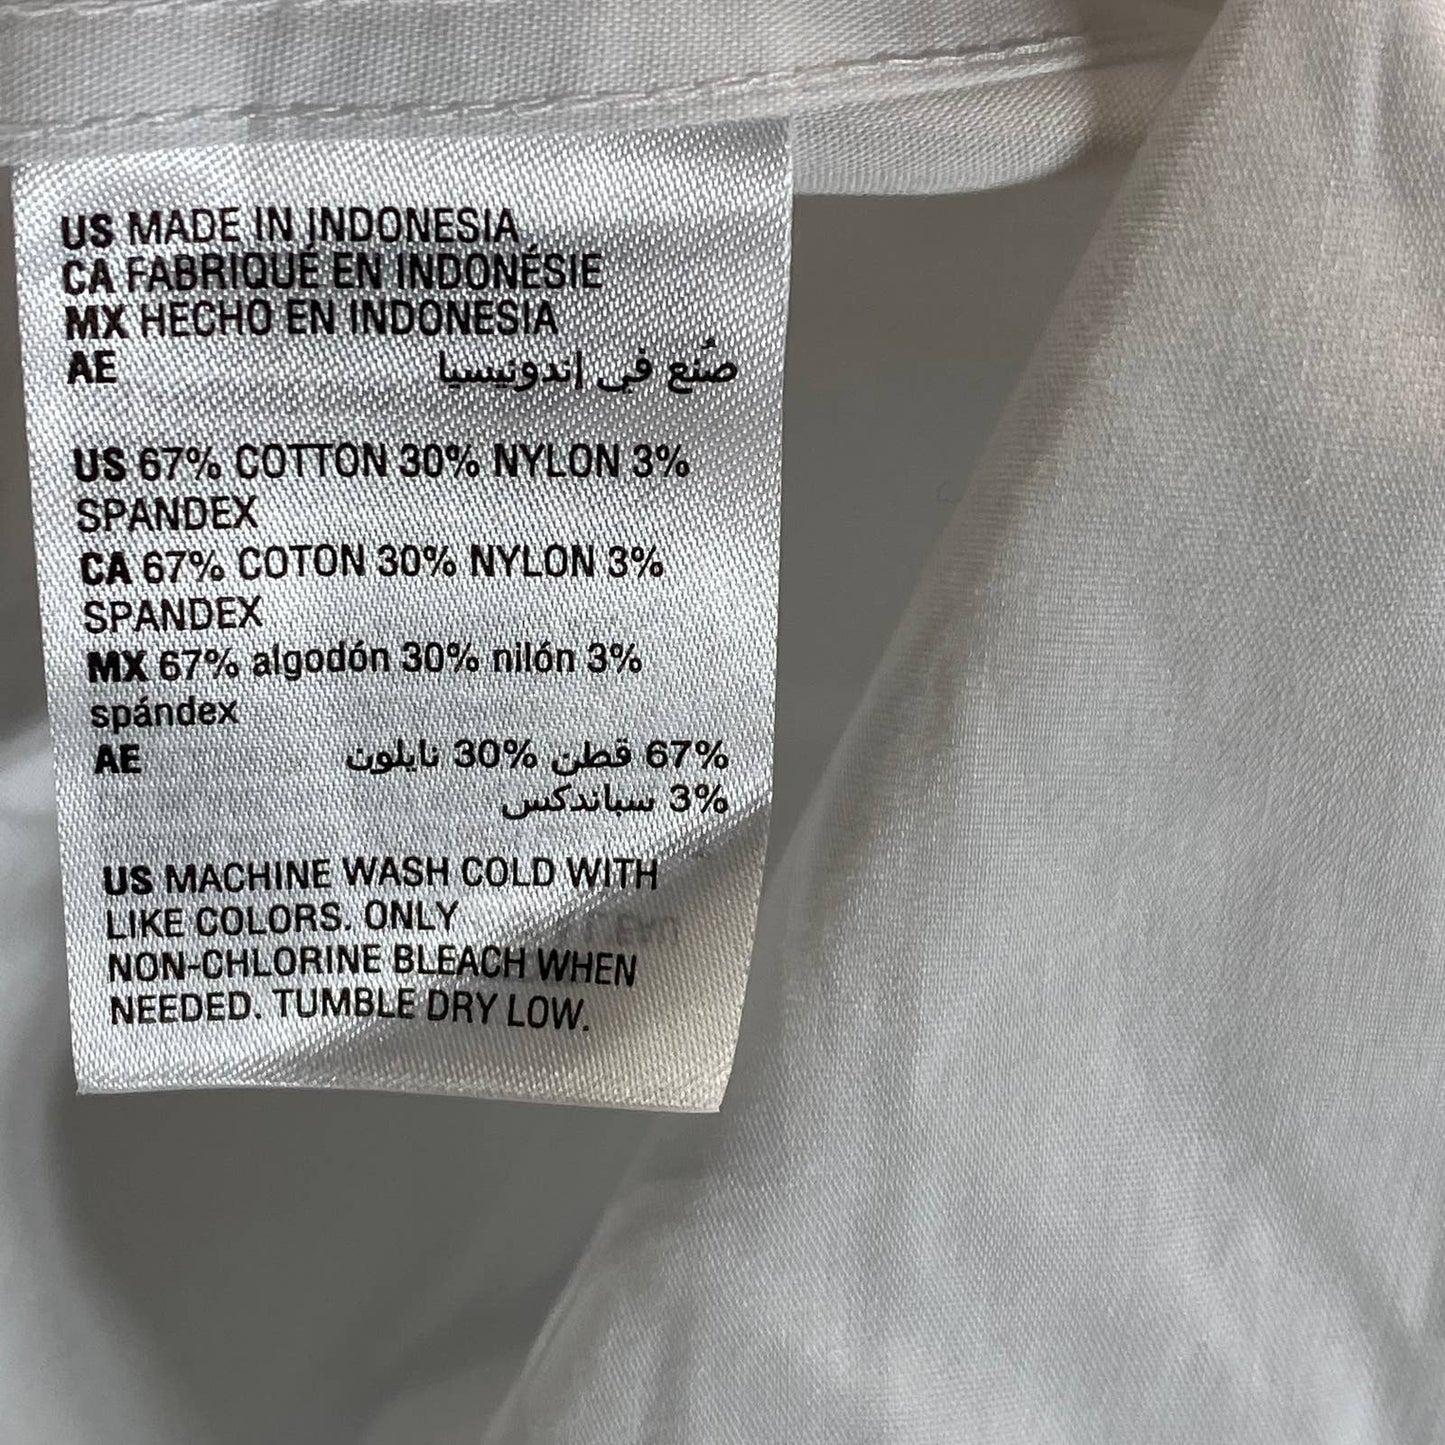 US MADE IN INDONESIA
CA FABRIQUÉ EN INDONÉSIE
MX HECHO EN INDONESIA
AE صُنع في إندونيسيا
US 67% COTTON 30% NYLON 3%
SPANDEX
CA 67% COTON 30% NYLON 3%
SPANDEX
MX 67% algodón 30% nilón 3%
spándex
AE 67% قطن 30% نايلون
3% سباندكس
US MACHINE WASH COLD WITH
LIKE COLORS. ONLY
NON-CHLORINE BLEACH WHEN
NEEDED. TUMBLE DRY LOW.